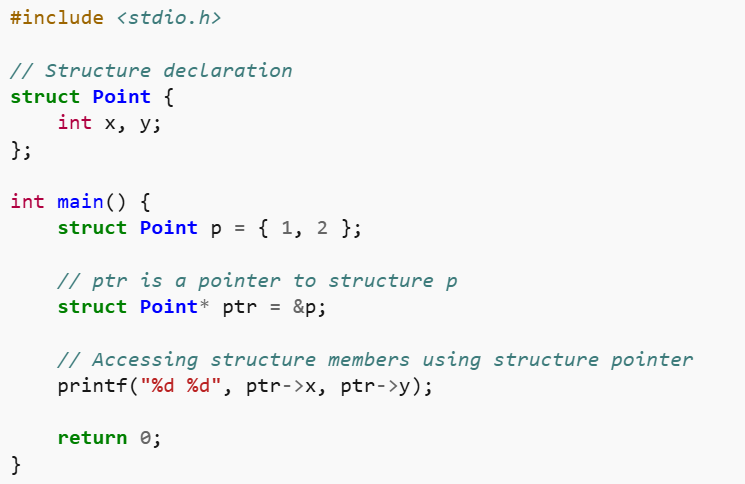 #include <stdio.h>

// Structure declaration
struct Point {
    int x, y;
};

int main() {
    struct Point p = { 1, 2 };

    // ptr is a pointer to structure p
    struct Point* ptr = &p;

    // Accessing structure members using structure pointer
    printf("%d %d", ptr->x, ptr->y);

    return 0;
}